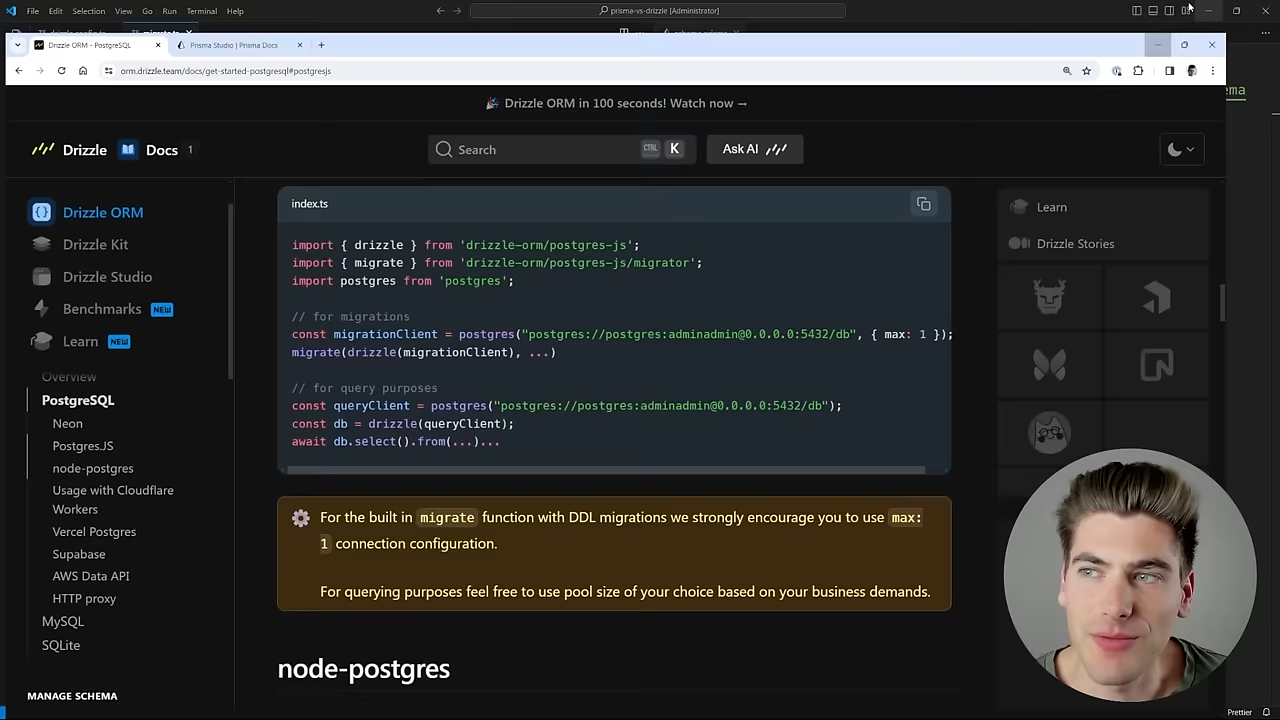 File Edit Selection View Go Run Terminal Help
prisma-vs-drizzle [Administrator]
Drizzle ORM - PostgreSQL
Prisma Studio | Prisma Docs
orm.drizzle.team/docs/get-started-postgresql#postgresjs
🎉 Drizzle ORM in 100 seconds! Watch now →
Drizzle Docs 1
Search CTRL K
Ask AI
Drizzle ORM
Drizzle Kit
Drizzle Studio
Benchmarks NEW
Learn NEW
Overview
PostgreSQL
Neon
Postgres.JS
node-postgres
Usage with Cloudflare
Workers
Vercel Postgres
Supabase
AWS Data API
HTTP proxy
MySQL
SQLite
MANAGE SCHEMA
index.ts
import { drizzle } from 'drizzle-orm/postgres-js';
import { migrate } from 'drizzle-orm/postgres-js/migrator';
import postgres from 'postgres';
// for migrations
const migrationClient = postgres("postgres://postgres:adminadmin@0.0.0.0:5432/db", { max: 1 });
migrate(drizzle(migrationClient), ...)
// for query purposes
const queryClient = postgres("postgres://postgres:adminadmin@0.0.0.0:5432/db");
const db = drizzle(queryClient);
await db.select().from(...)...
For the built in migrate function with DDL migrations we strongly encourage you to use max:
1 connection configuration.
For querying purposes feel free to use pool size of your choice based on your business demands.
node-postgres
Learn
Drizzle Stories
ema
Prettier